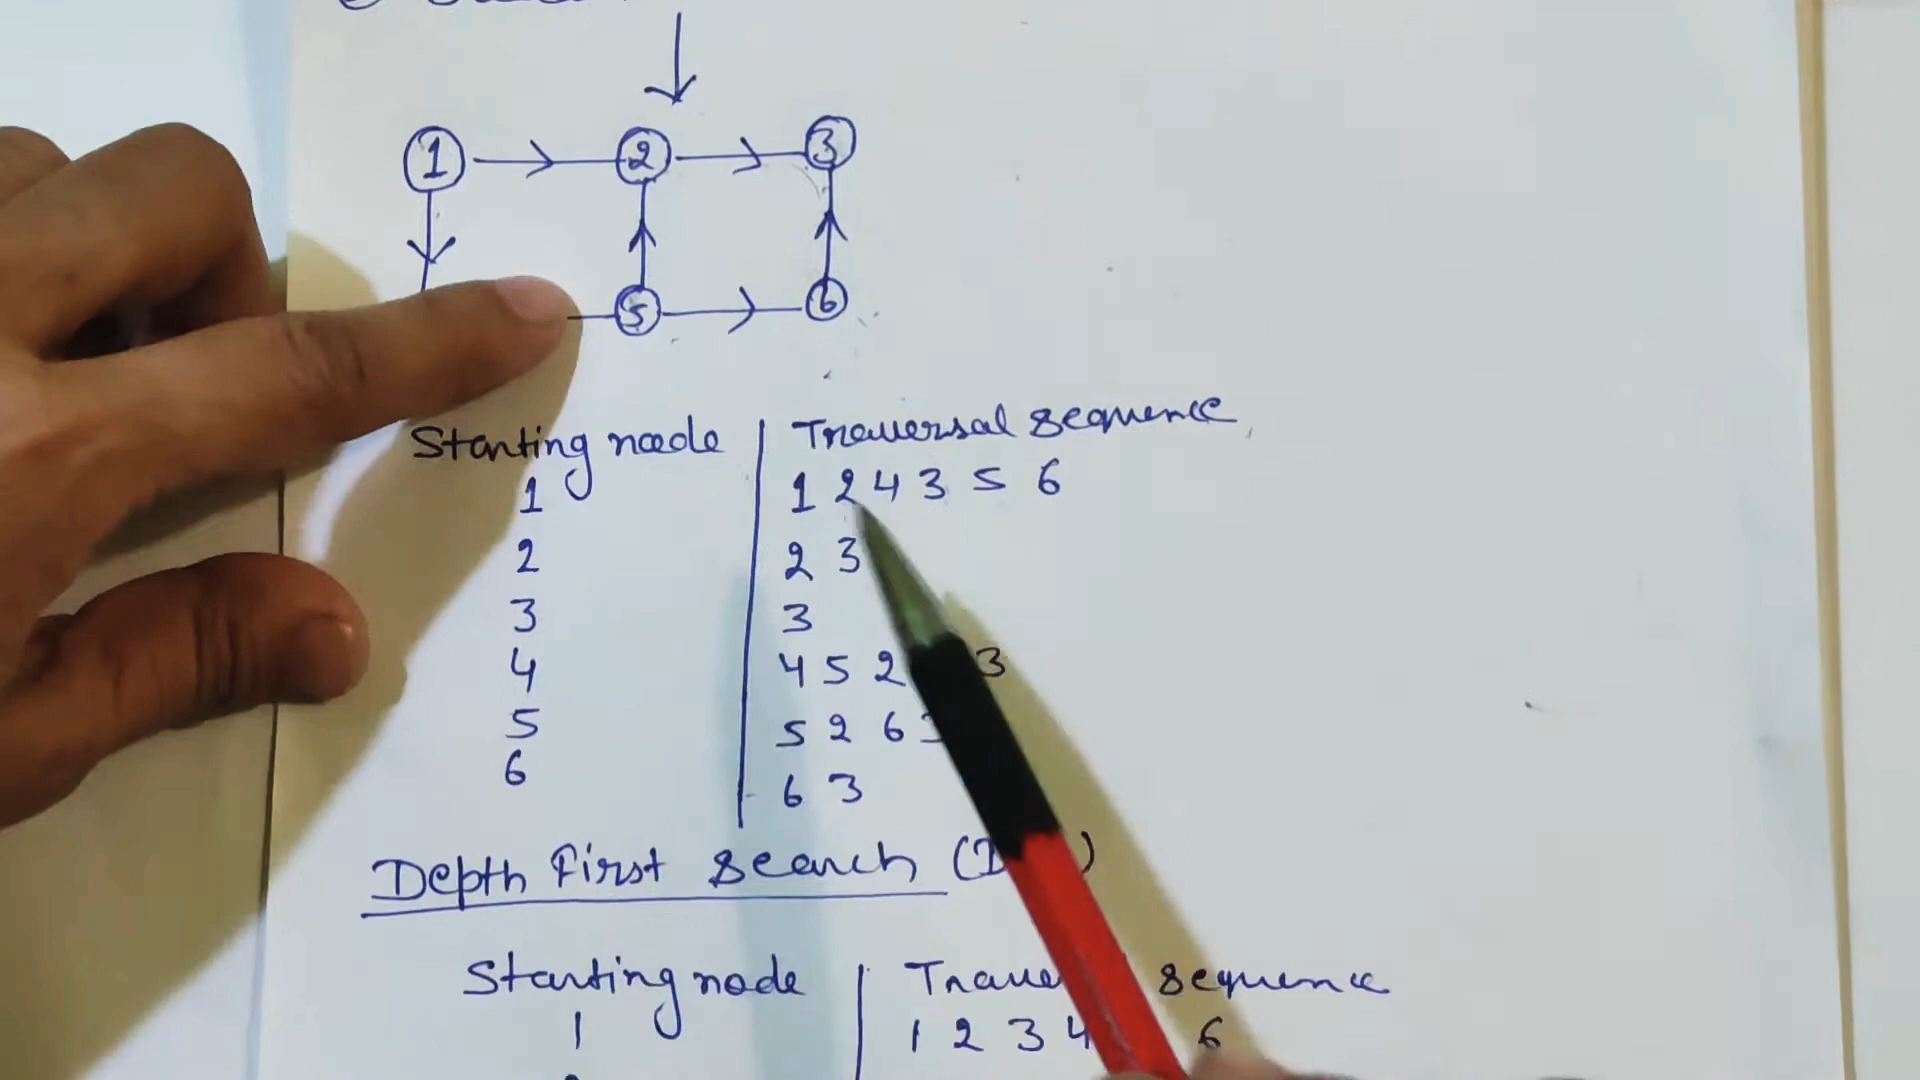 1 2 3
5 6
Starting node | Traversal sequence
1 | 1 2 4 3 5 6
2 | 2 3
3 | 3
4 | 4 5 2 3
5 | 5 2 6
6 | 6 3
Depth First Search (D )
Starting node | sequence
1 | 1 2 3 4 6